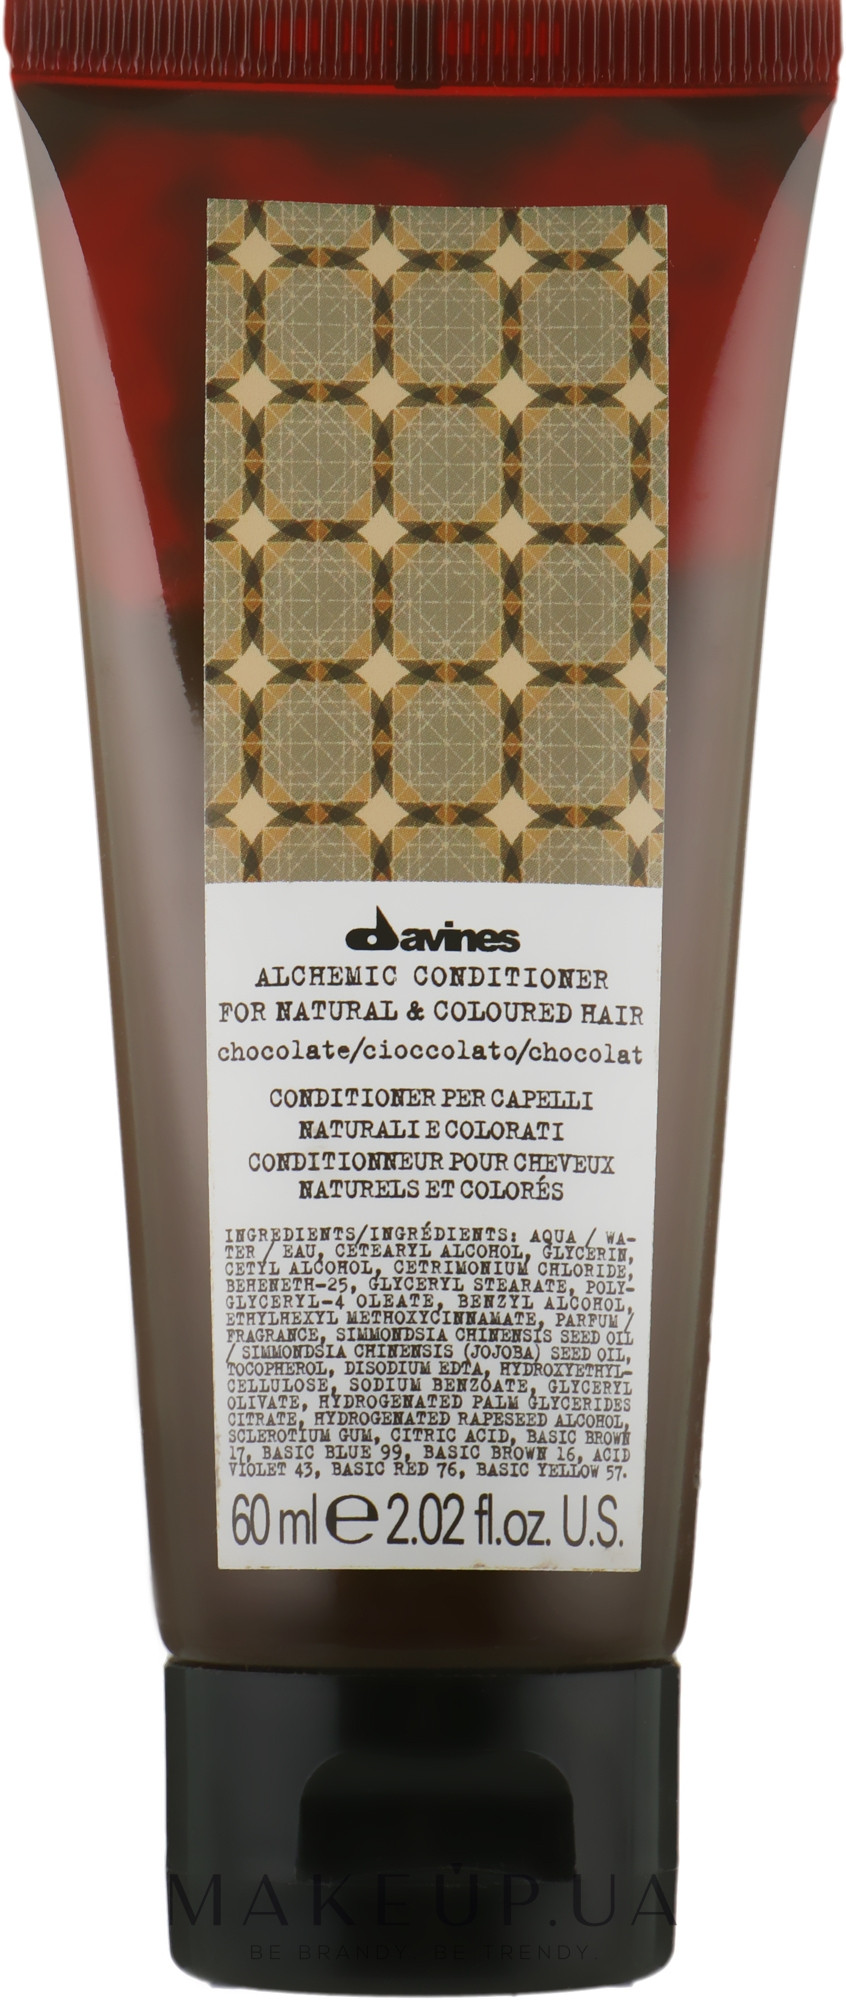 davines
ALCHEMIC CONDITIONER
FOR NATURAL & COLOURED HAIR
chocolate/cioccolato/chocolat
CONDITIONER PER CAPELLI
NATURALI E COLORATI
CONDITIONNEUR POUR CHEVEUX
NATURELS ET COLORÉS
INGREDIENTS/INGRÉDIENTS: AQUA / WA-
TER / EAU, CETEARYL ALCOHOL, GLYCERIN,
CETYL ALCOHOL, CETRIMONIUM CHLORIDE,
BEHENETH-25, GLYCERYL STEARATE, POLY-
GLYCERYL-4 OLEATE, BENZYL ALCOHOL,
ETHYLHEXYL METHOXYCINNAMATE, PARFUM /
FRAGRANCE, SIMMONDSIA CHINENSIS SEED OIL
/ SIMMONDSIA CHINENSIS (JOJOBA) SEED OIL,
TOCOPHEROL, DISODIUM EDTA, HYDROXYETHYL-
CELLULOSE, SODIUM BENZOATE, GLYCERYL
OLIVATE, HYDROGENATED PALM GLYCERIDES
CITRATE, HYDROGENATED RAPESEED ALCOHOL,
SCLEROTIUM GUM, CITRIC ACID, BASIC BROWN
17, BASIC BLUE 99, BASIC BROWN 16, ACID
VIOLET 43, BASIC RED 76, BASIC YELLOW 57.
60 ml e 2.02 fl.oz. U.S.
MAKEUP.UA
BE BRANDY. BE TRENDY.